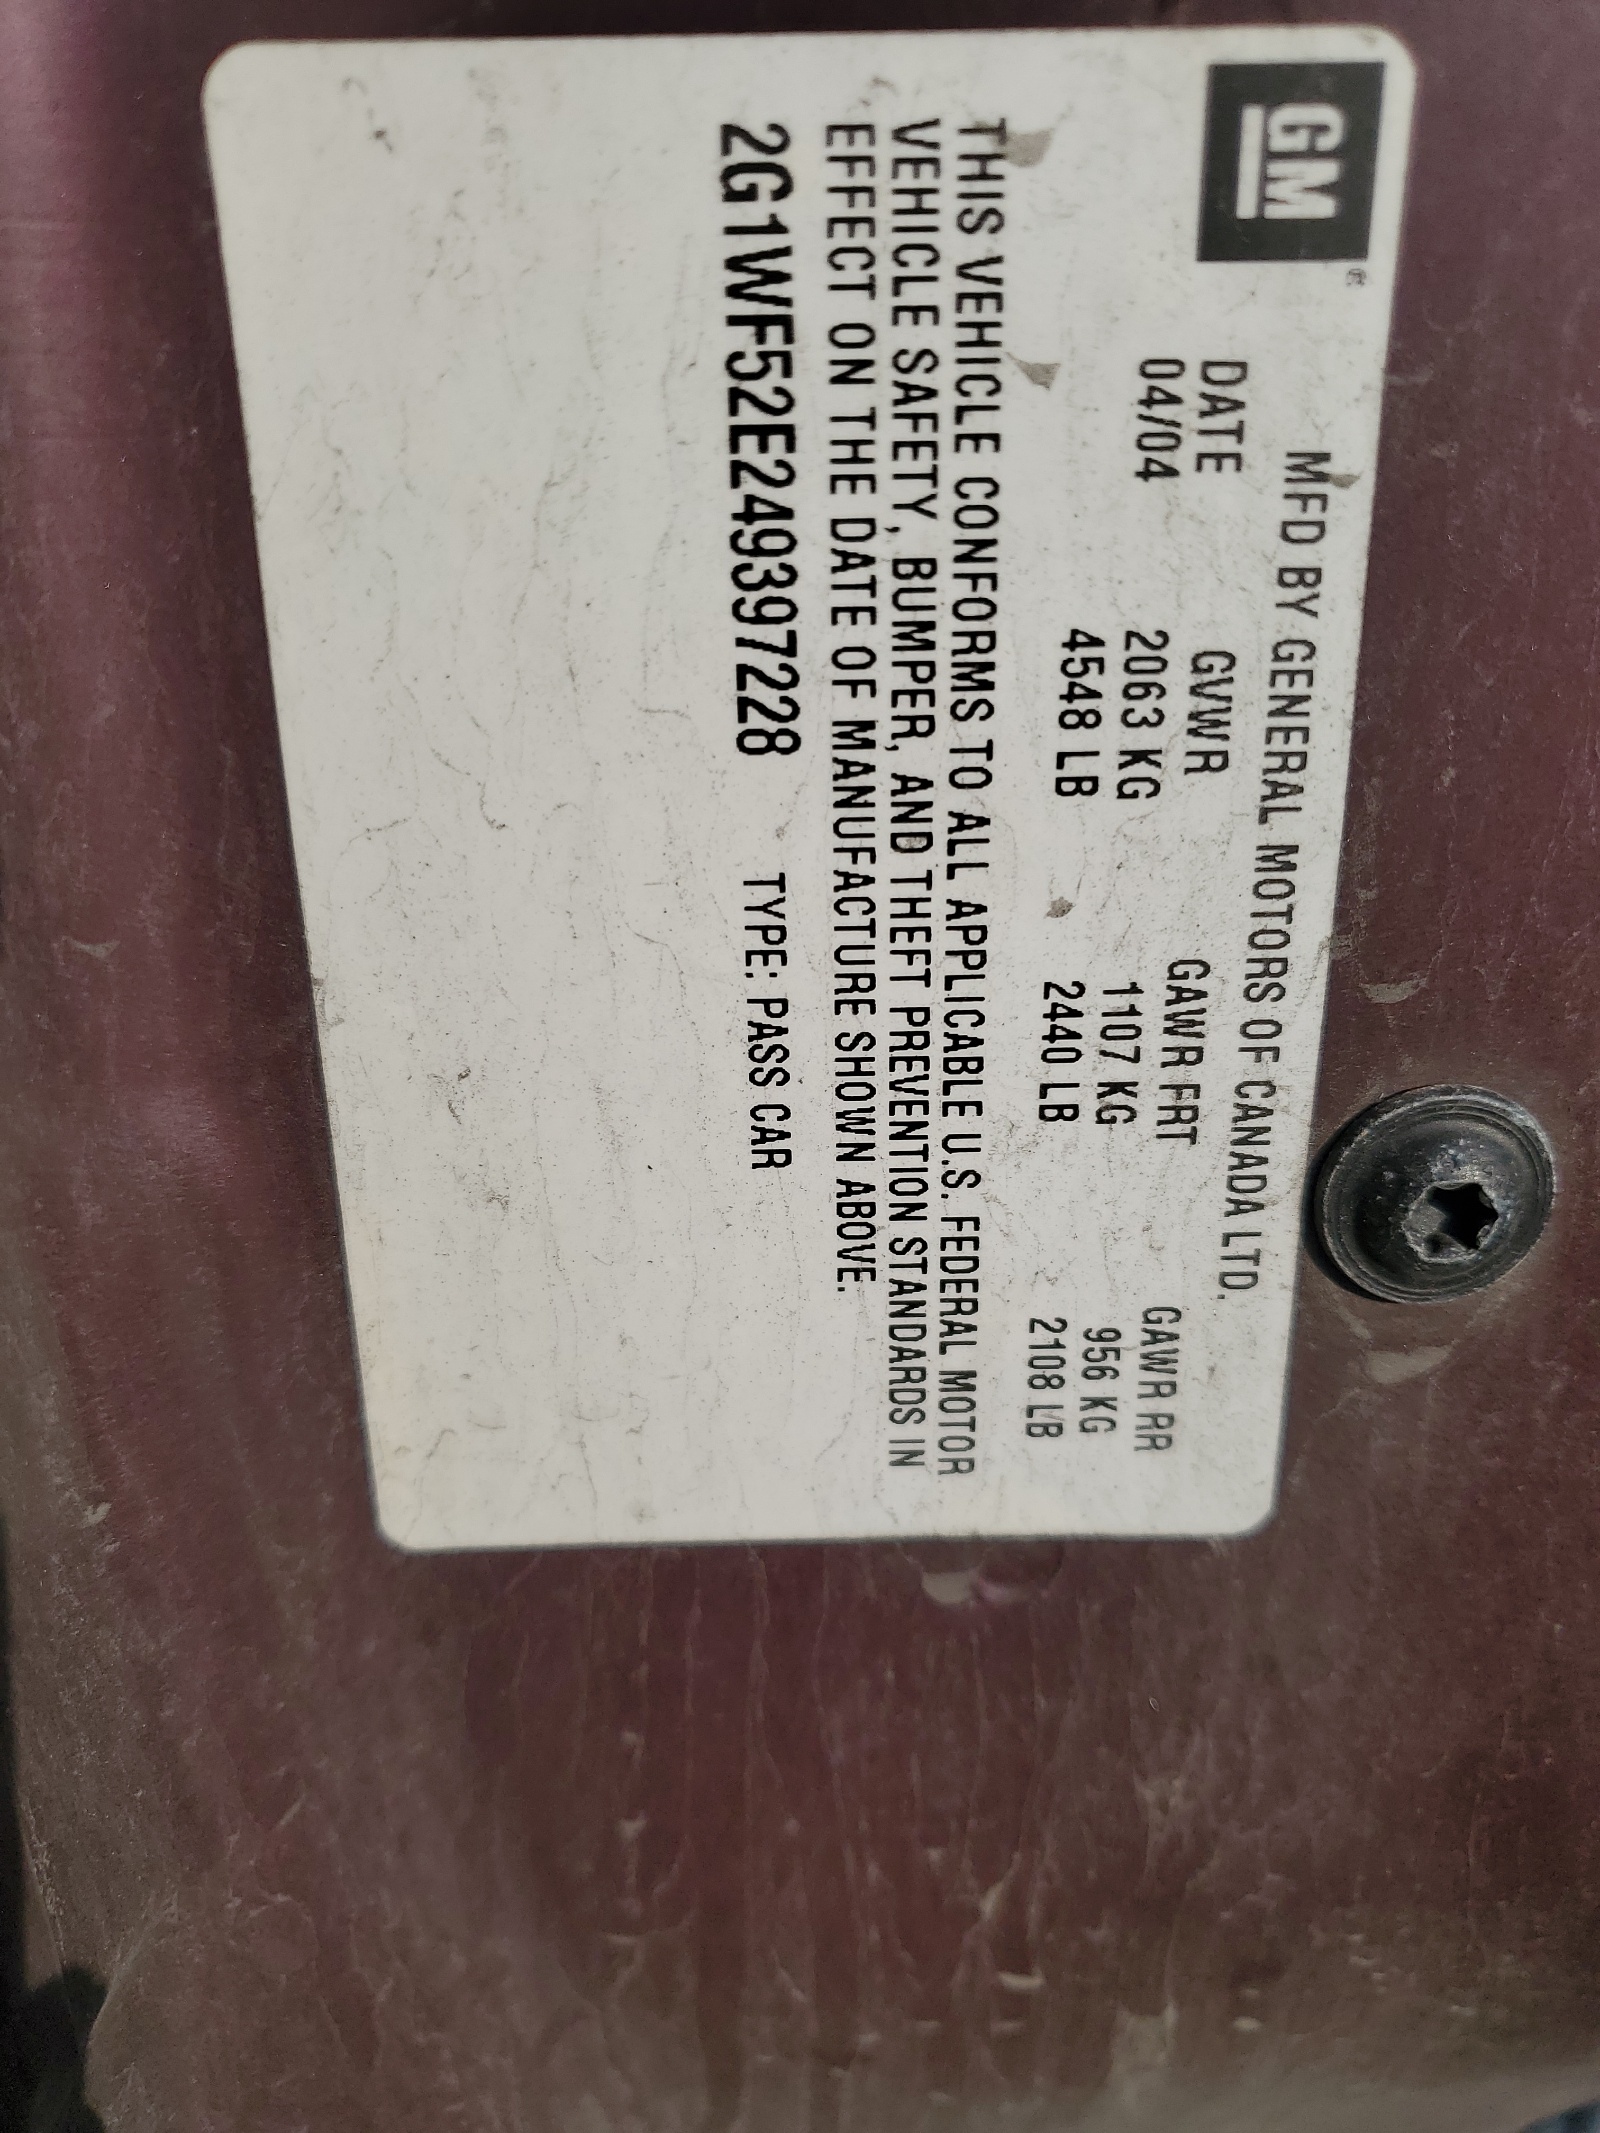 GM®
MFD BY GENERAL MOTORS OF CANADA LTD.
DATE GVWR GAWR FRT GAWR RR
04/04 2063 KG 1107 KG 956 KG
4548 LB 2440 LB 2108 LB
THIS VEHICLE CONFORMS TO ALL APPLICABLE U.S. FEDERAL MOTOR
VEHICLE SAFETY, BUMPER, AND THEFT PREVENTION STANDARDS IN
EFFECT ON THE DATE OF MANUFACTURE SHOWN ABOVE.
2G1WF52E249397228 TYPE: PASS CAR